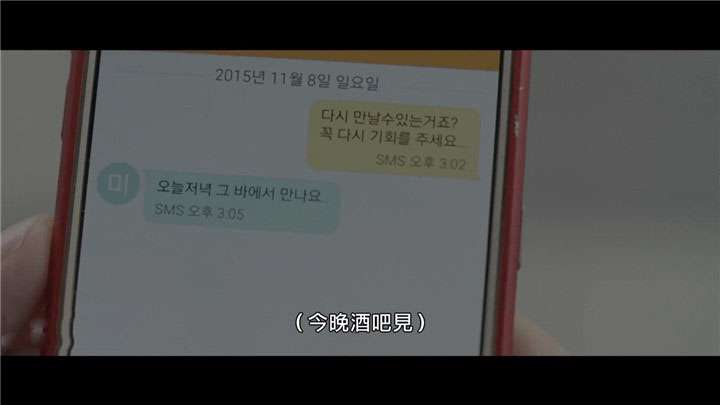 2015년 11월 8일 일요일
다시 만날수있는거죠?
꼭 다시 기회를 주세요..
SMS 오후 3:02
미
오늘저녁 그 바에서 만나요
SMS 오후 3:05
（今晚酒吧見）